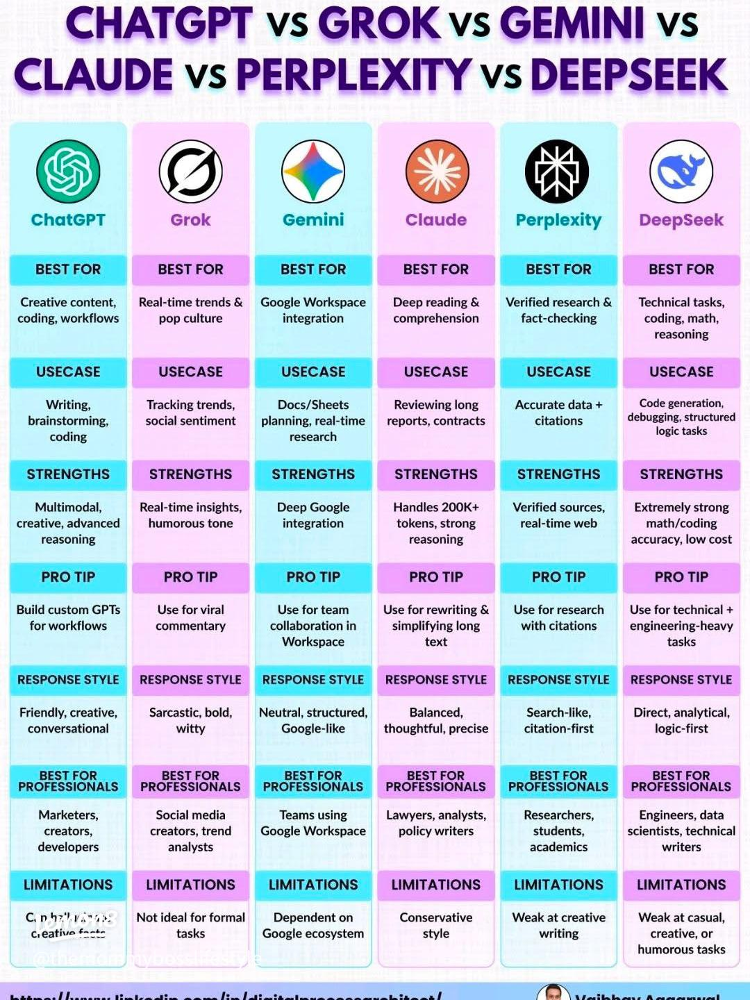 CHATGPT VS GROK VS GEMINI VS
CLAUDE VS PERPLEXITY VS DEEPSEEK
ChatGPT
BEST FOR
Creative content,
coding, workflows
USECASE
Writing,
brainstorming,
coding
STRENGTHS
Multimodal,
creative, advanced
reasoning
PRO TIP
Build custom GPTs
for workflows
RESPONSE STYLE
Friendly, creative,
conversational
BEST FOR
PROFESSIONALS
Marketers,
creators,
developers
LIMITATIONS
Can
creative facts
Grok
BEST FOR
Real-time trends &
pop culture
USECASE
Tracking trends,
social sentiment
STRENGTHS
Real-time insights,
humorous tone
PRO TIP
Use for viral
commentary
RESPONSE STYLE
Sarcastic, bold,
witty
BEST FOR
PROFESSIONALS
Social media
creators, trend
analysts
LIMITATIONS
Not ideal for formal
tasks
Gemini
BEST FOR
Google Workspace
integration
USECASE
Docs/Sheets
planning, real-time
research
STRENGTHS
Deep Google
integration
PRO TIP
Use for team
collaboration in
Workspace
RESPONSE STYLE
Neutral, structured,
Google-like
BEST FOR
PROFESSIONALS
Teams using
Google Workspace
LIMITATIONS
Dependent on
Google ecosystem
Claude
BEST FOR
Deep reading &
comprehension
USECASE
Reviewing long
reports, contracts
STRENGTHS
Handles 200K+
tokens, strong
reasoning
PRO TIP
Use for rewriting &
simplifying long
text
RESPONSE STYLE
Balanced,
thoughtful, precise
BEST FOR
PROFESSIONALS
Lawyers, analysts,
policy writers
LIMITATIONS
Conservative
style
Perplexity
BEST FOR
Verified research &
fact-checking
USECASE
Accurate data +
citations
STRENGTHS
Verified sources,
real-time web
PRO TIP
Use for research
with citations
RESPONSE STYLE
Search-like,
citation-first
BEST FOR
PROFESSIONALS
Researchers,
students,
academics
LIMITATIONS
Weak at creative
writing
DeepSeek
BEST FOR
Technical tasks,
coding, math,
reasoning
USECASE
Code generation,
debugging, structured
logic tasks
STRENGTHS
Extremely strong
math/coding
accuracy, low cost
PRO TIP
Use for technical +
engineering-heavy
tasks
RESPONSE STYLE
Direct, analytical,
logic-first
BEST FOR
PROFESSIONALS
Engineers, data
scientists, technical
writers
LIMITATIONS
Weak at casual,
creative, or
humorous tasks
Lemon8
@themommybosslifestyle
https://www.linkedin.com/in/digitalprocessarchitect/
Vaibhav Aggarwal